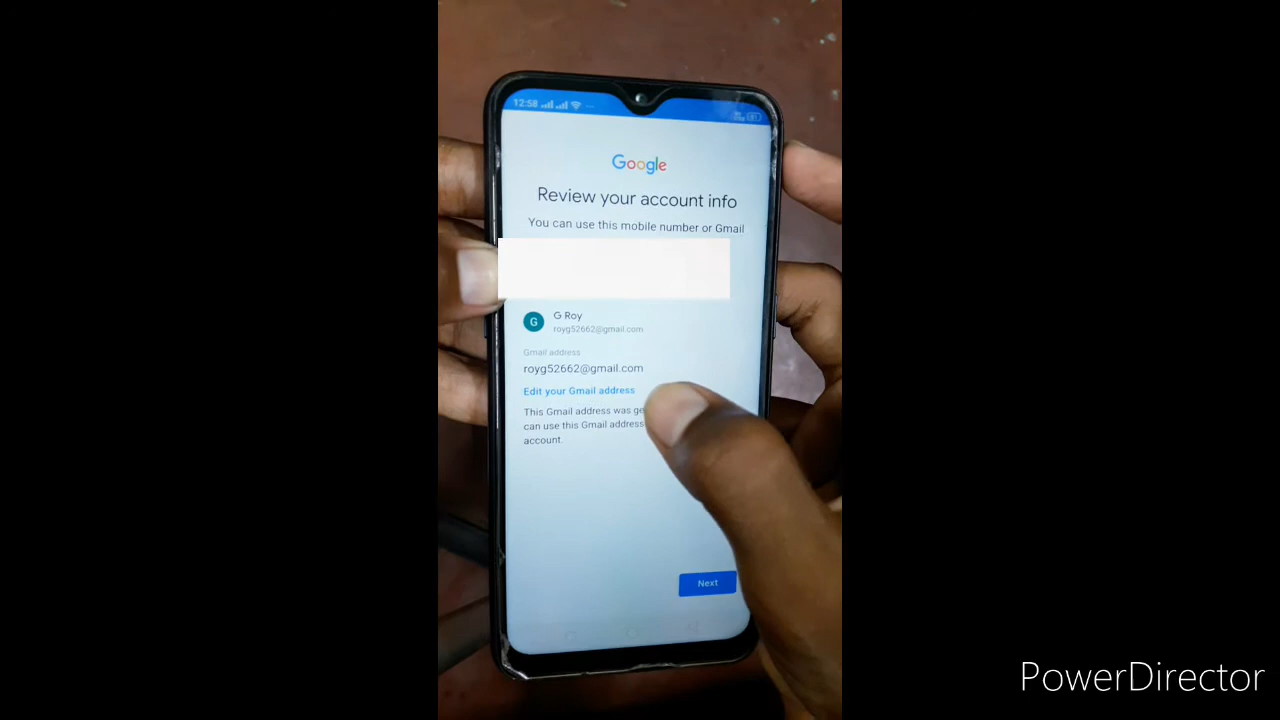 12:58
Google
Review your account info
You can use this mobile number or Gmail
G
G Roy
royg52662@gmail.com
Gmail address
royg52662@gmail.com
Edit your Gmail address
This Gmail address was
can use this Gmail address
account.
Next
PowerDirector